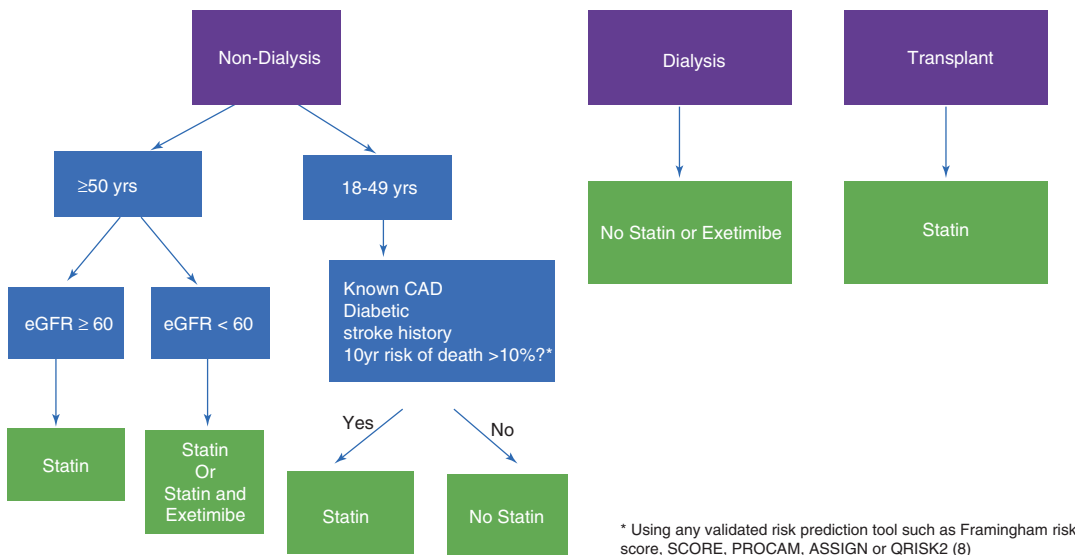 Non-Dialysis
Dialysis
Transplant
≥50 yrs
18-49 yrs
No Statin or Exetimibe
Statin
eGFR ≥ 60
eGFR < 60
Known CAD
Diabetic
stroke history
10yr risk of death >10%?*
Yes
No
Statin
Statin
Or
Statin and
Exetimibe
Statin
No Statin
* Using any validated risk prediction tool such as Framingham risk
score, SCORE, PROCAM, ASSIGN or QRISK2 (8)